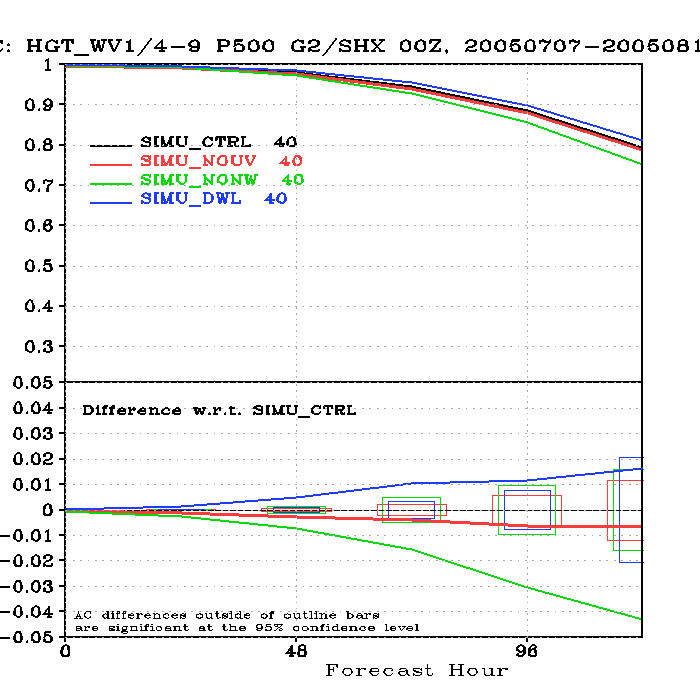 C: HGT_WV1/4-9 P500 G2/SHX 00Z, 20050707-2005081
1
0.9
0.8
0.7
0.6
0.5
0.4
0.3
SIMU_CTRL 40
SIMU_NOUV 40
SIMU_NONW 40
SIMU_DWL 40
0.05
0.04
0.03
0.02
0.01
0
-0.01
-0.02
-0.03
-0.04
-0.05
Difference w.r.t. SIMU_CTRL
AC differences outside of outline bars
are significant at the 95% confidence level
0 48 96
Forecast Hour